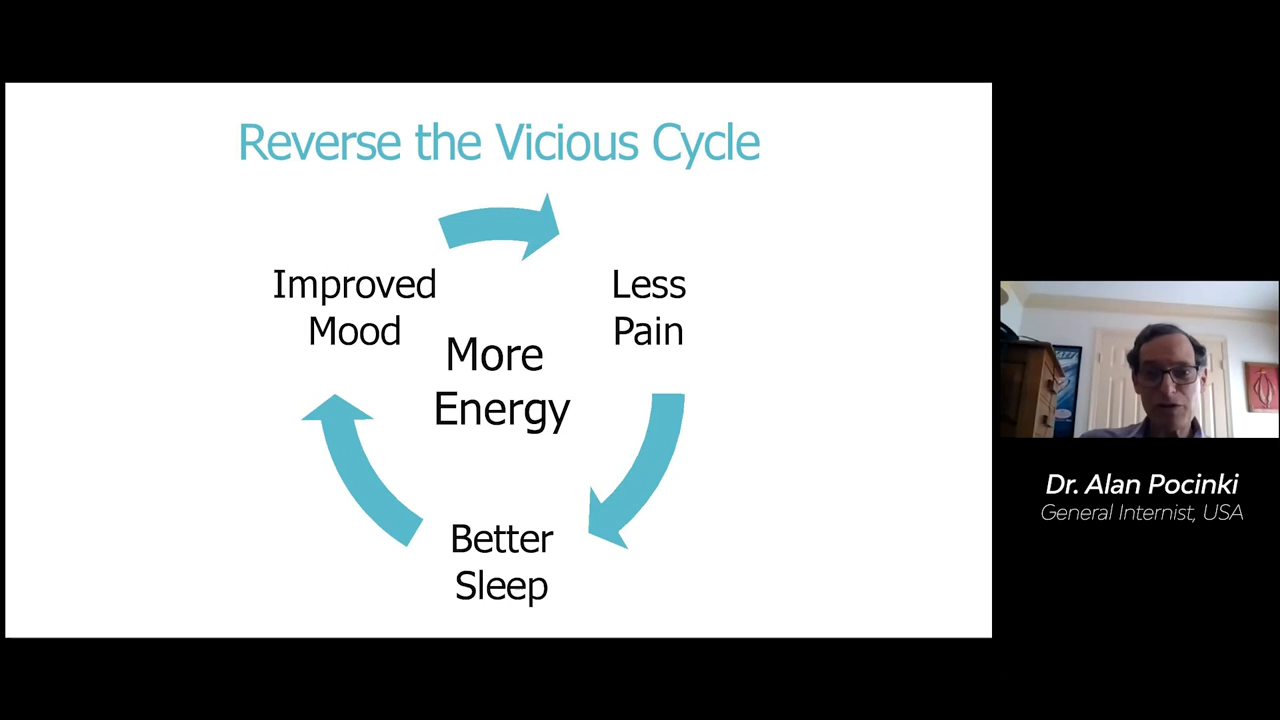 Reverse the Vicious Cycle
Improved
Mood
Less
Pain
More
Energy
Better
Sleep
Dr. Alan Pocinki
General Internist, USA